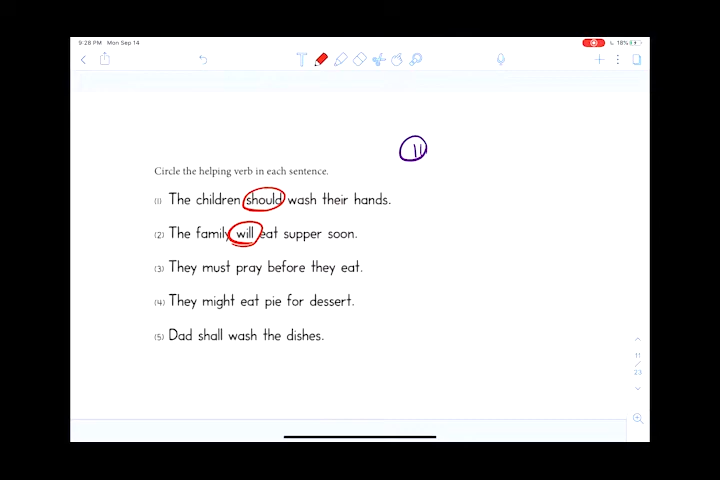 9:28 PM Mon Sep 14
18%
T
11
Circle the helping verb in each sentence.
(1) The children should wash their hands.
(2) The family will eat supper soon.
(3) They must pray before they eat.
(4) They might eat pie for dessert.
(5) Dad shall wash the dishes.
11
/
23